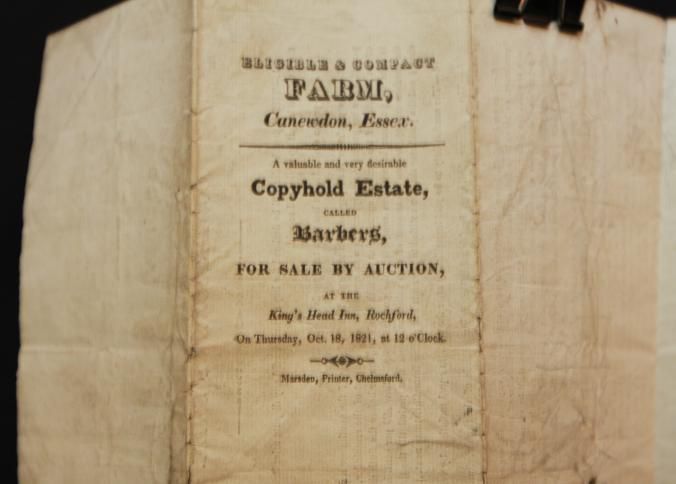 ELIGIBLE & COMPACT
FARM,
Canewdon, Essex.
A valuable and very desirable
Copyhold Estate,
CALLED
Barbers,
FOR SALE BY AUCTION,
AT THE
King's Head Inn, Rochford,
On Thursday, Oct. 18, 1821, at 12 o'Clock.
Marsden, Printer, Chelmsford.